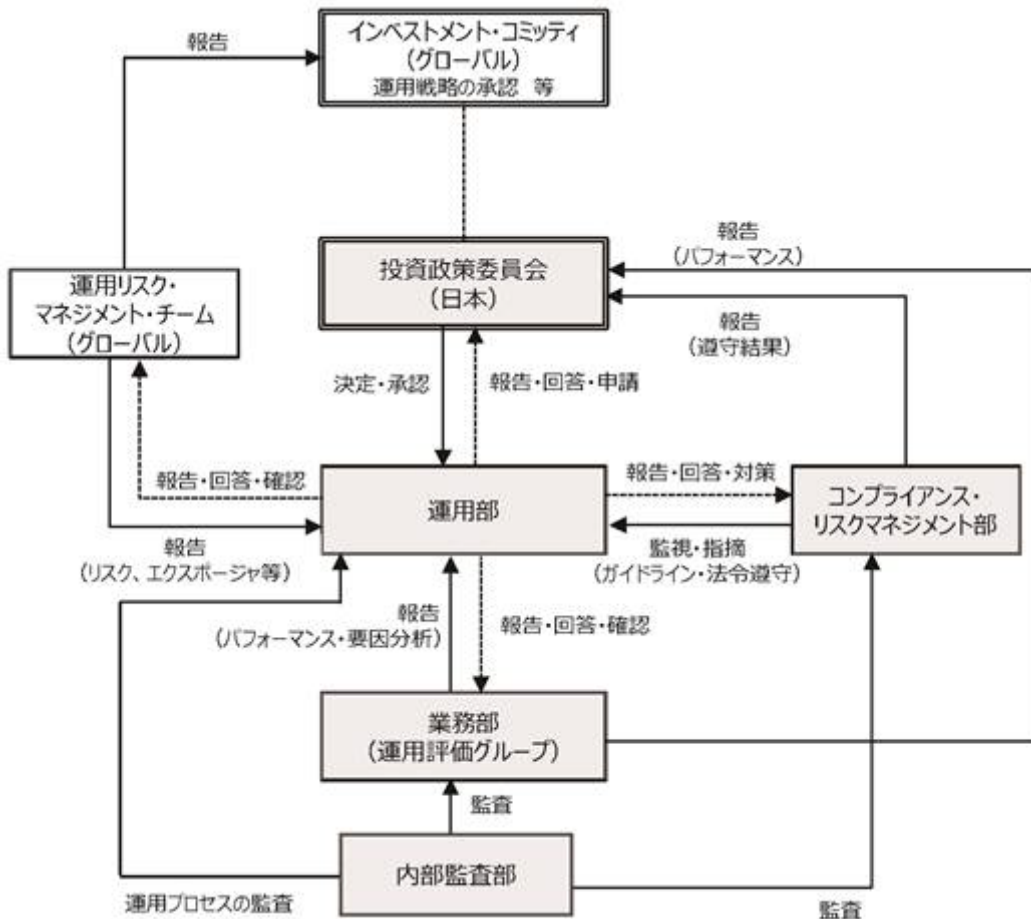 報告
インベストメント・コミッティ
(グローバル)
運用戦略の承認 等
報告
(パフォーマンス)
投資政策委員会
(日本)
運用リスク・
マネジメント・チーム
(グローバル)
報告
(遵守結果)
決定・承認
報告・回答・申請
報告・回答・確認
運用部
報告・回答・対策
コンプライアンス・
リスクマネジメント部
報告
(リスク、エクスポージャ等)
監視・指摘
(ガイドライン・法令遵守)
報告
(パフォーマンス・要因分析)
報告・回答・確認
業務部
(運用評価グループ)
監査
内部監査部
運用プロセスの監査
監査